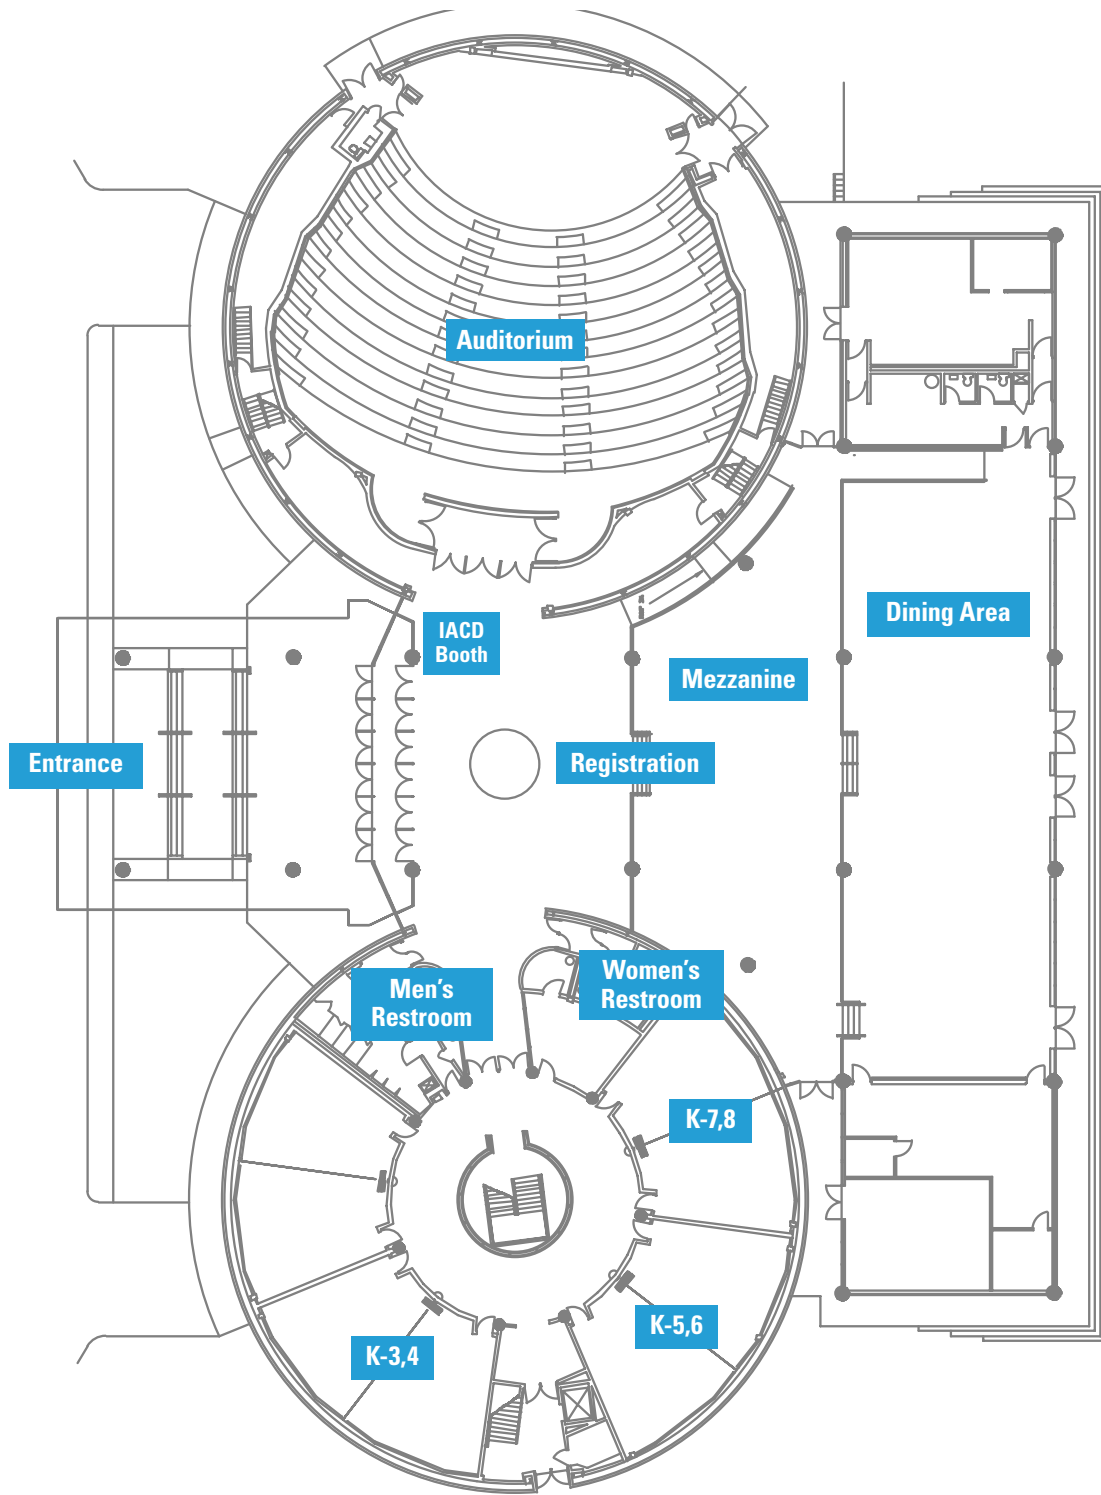 Auditorium
IACD
Booth
Dining Area
Mezzanine
Entrance
Registration
Men's
Restroom
Women's
Restroom
K-7,8
K-5,6
K-3,4